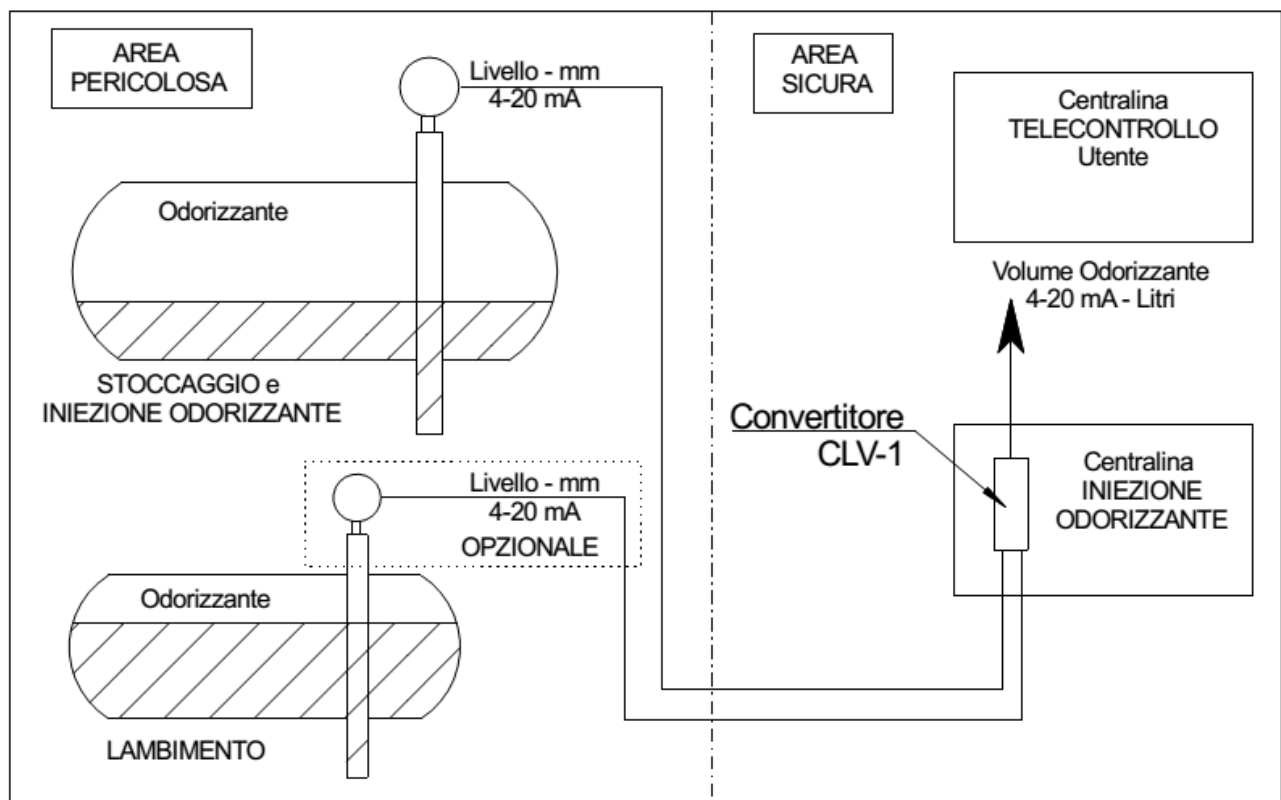 AREA
PERICOLOSA
Livello - mm
4-20 mA
Odorizzante
STOCCAGGIO e
INIEZIONE ODORIZZANTE
Livello - mm
4-20 mA
OPZIONALE
Odorizzante
LAMBIMENTO
AREA
SICURA
Centralina
TELECONTROLLO
Utente
Volume Odorizzante
4-20 mA - Litri
Convertitore
CLV-1
Centralina
INIEZIONE
ODORIZZANTE